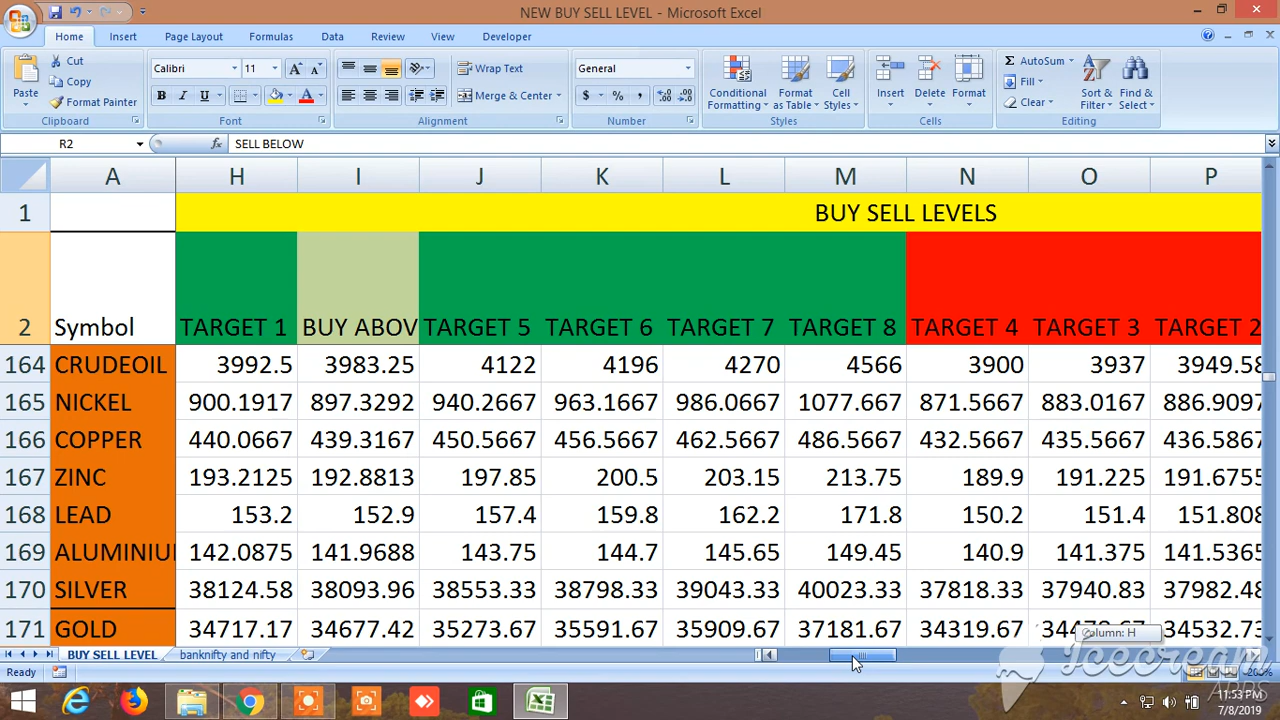 NEW BUY SELL LEVEL - Microsoft Excel
Home Insert Page Layout Formulas Data Review View Developer
Paste Cut Copy Format Painter Clipboard
Calibri 11 A A B I U A Font
Wrap Text Merge & Center Alignment
General $ % , .0 .00 .00 .0 Number
Conditional Formatting Format as Table Cell Styles Styles
Insert Delete Format Cells
Σ AutoSum Fill Clear Sort & Filter Find & Select Editing
R2 fx SELL BELOW
A H I J K L M N O P
1 BUY SELL LEVELS
2 Symbol TARGET 1 BUY ABOV TARGET 5 TARGET 6 TARGET 7 TARGET 8 TARGET 4 TARGET 3 TARGET 2
164 CRUDEOIL 3992.5 3983.25 4122 4196 4270 4566 3900 3937 3949.58
165 NICKEL 900.1917 897.3292 940.2667 963.1667 986.0667 1077.667 871.5667 883.0167 886.9097
166 COPPER 440.0667 439.3167 450.5667 456.5667 462.5667 486.5667 432.5667 435.5667 436.5867
167 ZINC 193.2125 192.8813 197.85 200.5 203.15 213.75 189.9 191.225 191.6755
168 LEAD 153.2 152.9 157.4 159.8 162.2 171.8 150.2 151.4 151.808
169 ALUMINIU 142.0875 141.9688 143.75 144.7 145.65 149.45 140.9 141.375 141.5365
170 SILVER 38124.58 38093.96 38553.33 38798.33 39043.33 40023.33 37818.33 37940.83 37982.48
171 GOLD 34717.17 34677.42 35273.67 35591.67 35909.67 37181.67 34319.67 34532.73
Column: H
BUY SELL LEVEL banknifty and nifty
Icecream
APPS
Ready 200%
11:53 PM
7/8/2019